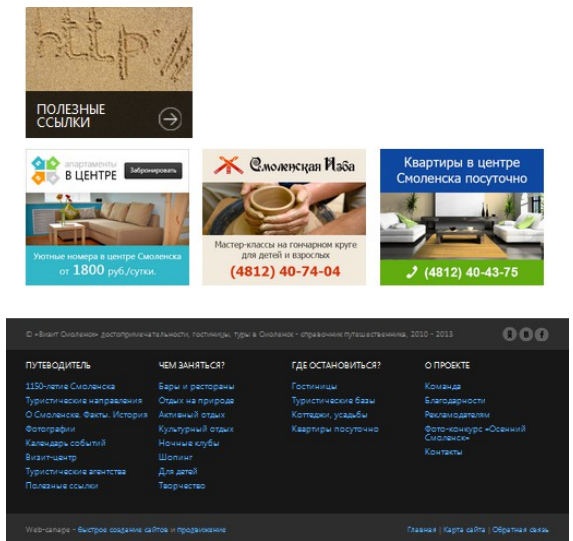 http:/
ПОЛЕЗНЫЕ
ССЫЛКИ
апартаменты
В ЦЕНТРЕ
Забронировать
Уютные номера в центре Смоленска
от 1800 руб./сутки.
Смоленская Изба
Мастер-классы на гончарном круге
для детей и взрослых
(4812) 40-74-04
Квартиры в центре
Смоленска посуточно
(4812) 40-43-75
© «Визит Смоленск» достопримечательности, гостиницы, туры в Смоленск - справочник путешественника, 2010 - 2013
ПУТЕВОДИТЕЛЬ
1150-летие Смоленска
Туристические направления
О Смоленске. Факты. История
Фотографии
Календарь событий
Визит-центр
Туристические агентства
Полезные ссылки
ЧЕМ ЗАНЯТЬСЯ?
Бары и рестораны
Отдых на природе
Активный отдых
Культурный отдых
Ночные клубы
Шопинг
Для детей
Творчество
ГДЕ ОСТАНОВИТЬСЯ?
Гостиницы
Туристические базы
Коттеджи, усадьбы
Квартиры посуточно
О ПРОЕКТЕ
Команда
Благодарности
Рекламодателям
Фото-конкурс «Осенний
Смоленск»
Контакты
Web-canape - быстрое создание сайтов и продвижение
Главная | Карта сайта | Обратная связь